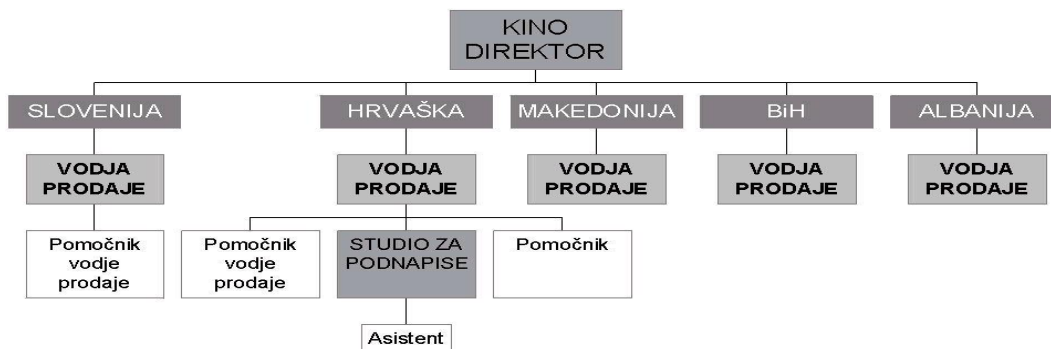 KINO
DIREKTOR
SLOVENIJA
HRVAŠKA
MAKEDONIJA
BiH
ALBANIJA
VODJA
PRODAJE
VODJA
PRODAJE
VODJA
PRODAJE
VODJA
PRODAJE
VODJA
PRODAJE
Pomočnik
vodje
prodaje
Pomočnik
vodje
prodaje
STUDIO ZA
PODNAPISE
Pomočnik
Asistent